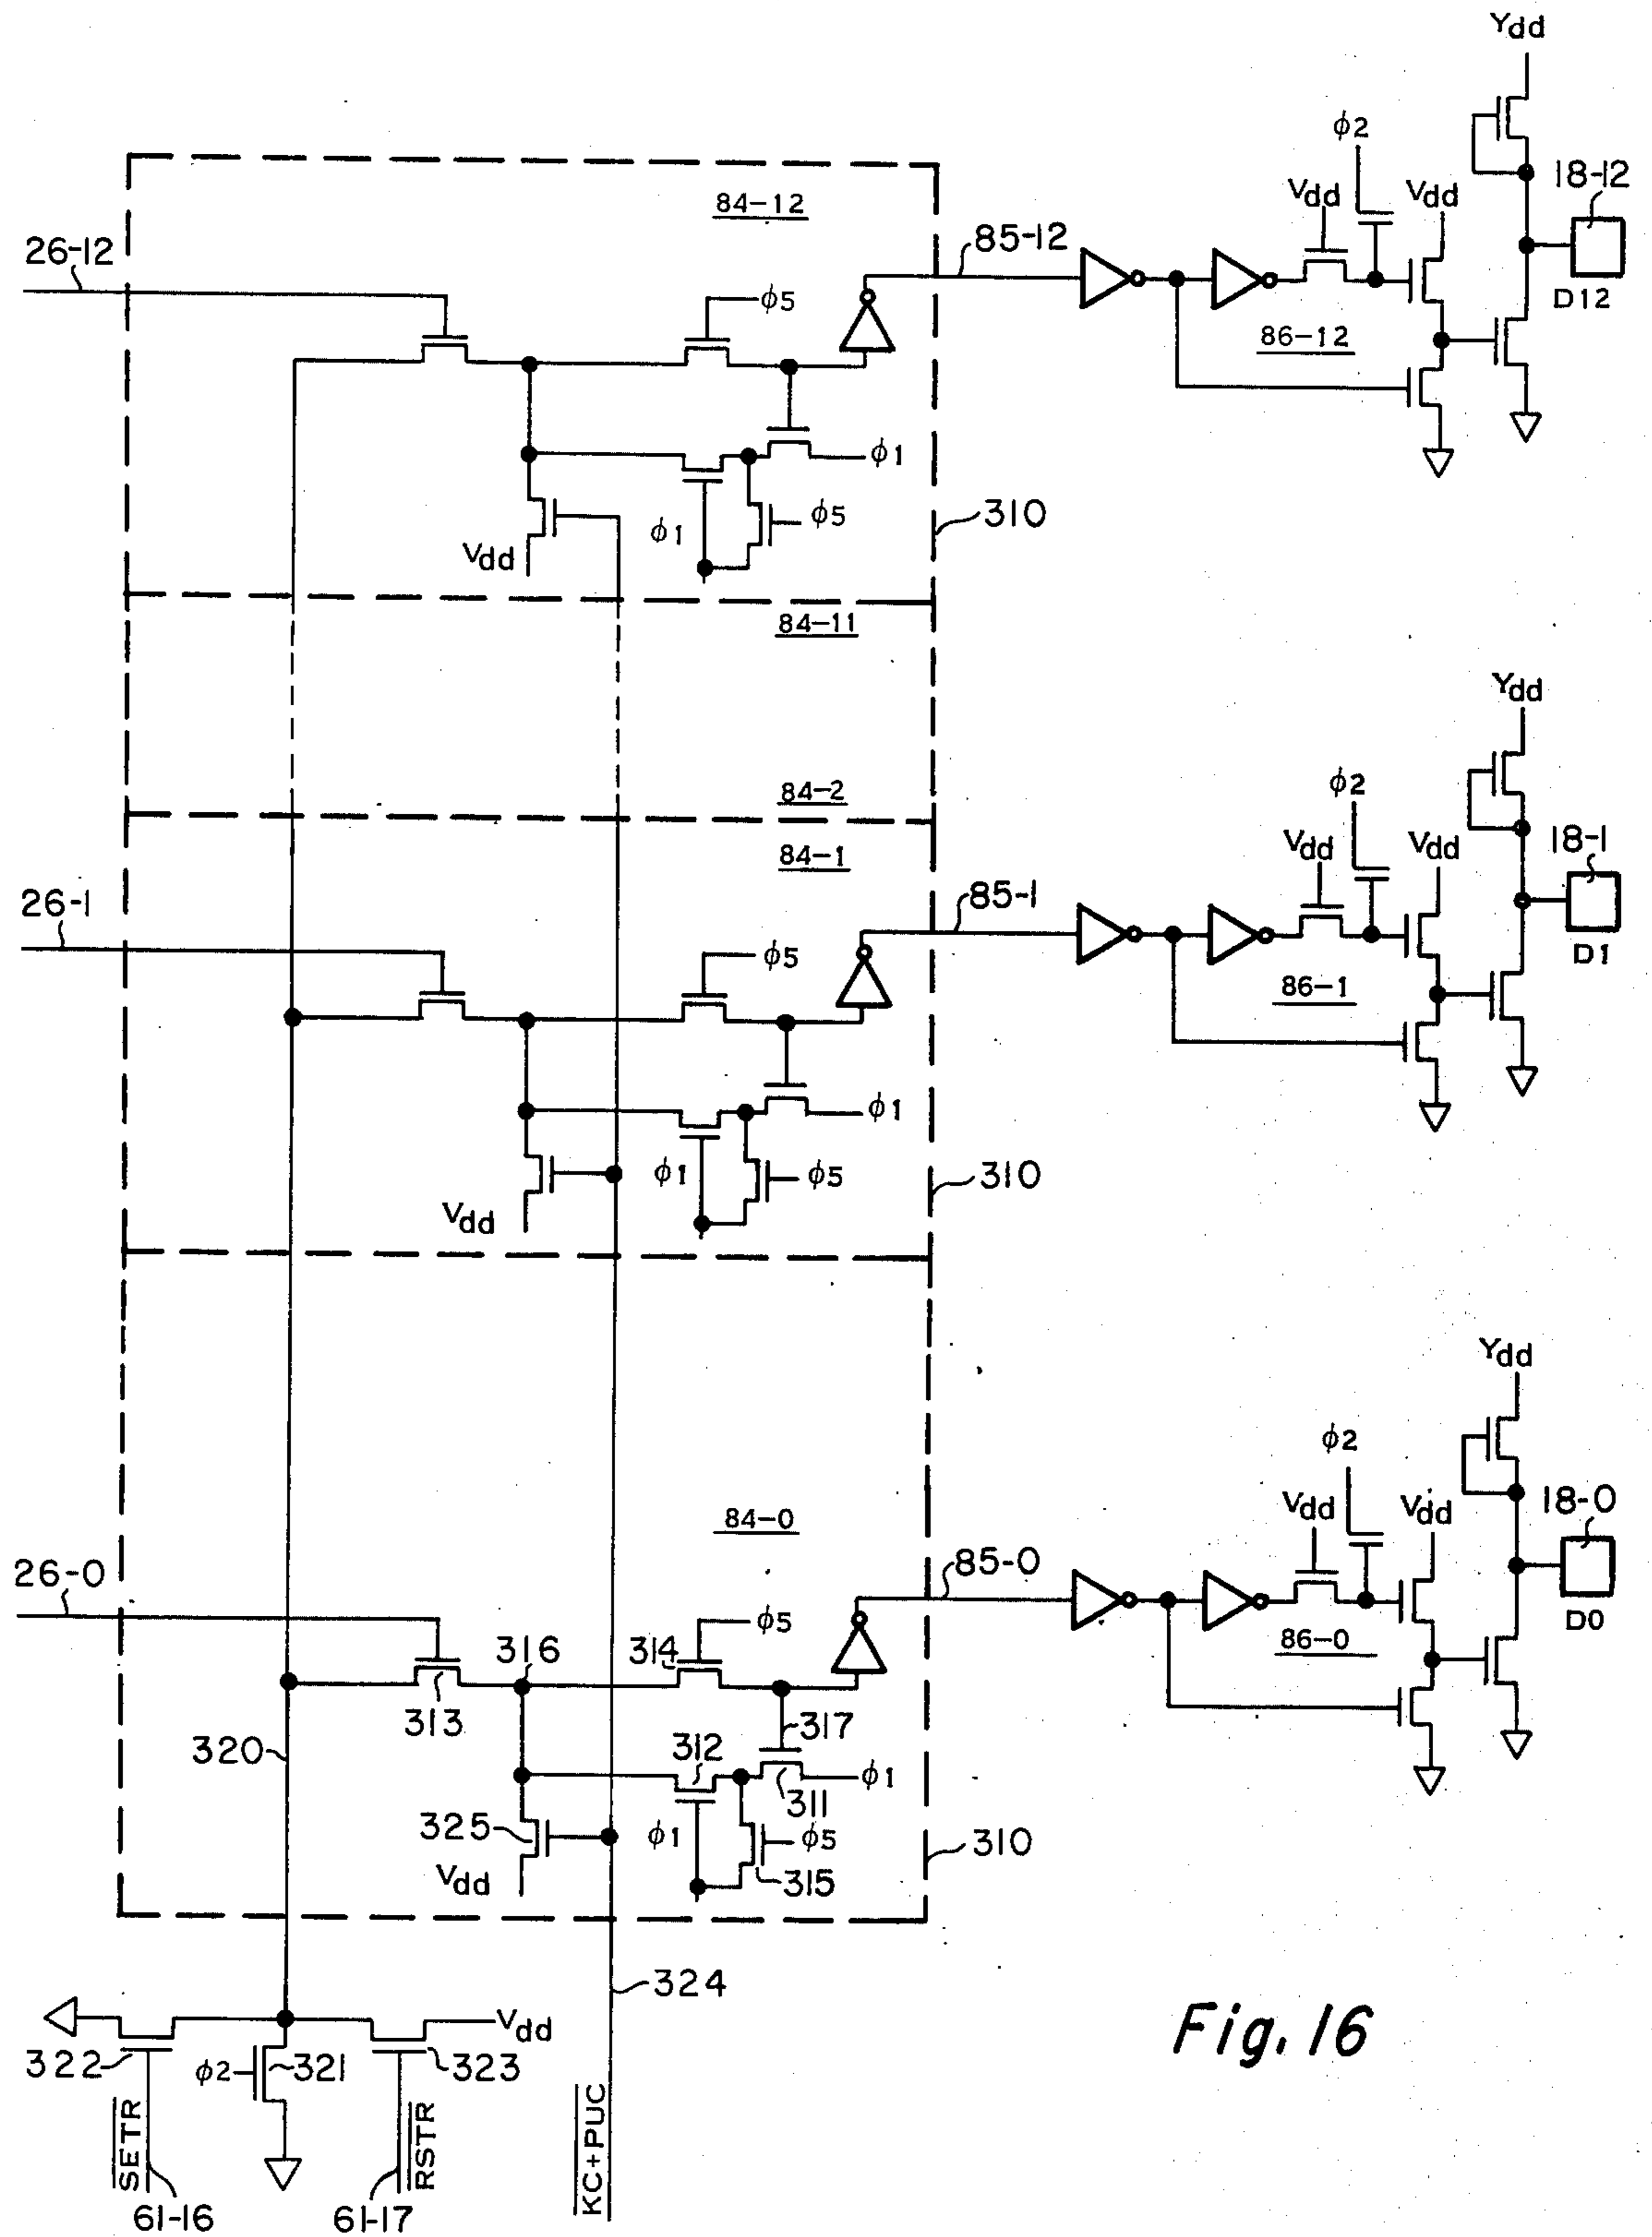 Ydd
φ2
84-12
Vdd
Vdd
18-12
26-12
85-12
φ5
D12
86-12
φ1
310
φ5
φ1
Vdd
84-11
Ydd
84-2
φ2
84-1
Vdd
Vdd
18-1
26-1
85-1
φ5
D1
86-1
φ1
310
φ1
φ5
Vdd
Ydd
φ2
84-0
Vdd
Vdd
18-0
26-0
85-0
φ5
D0
316
314
86-0
313
317
320
312
φ1
311
325
φ1
φ5
310
Vdd
315
324
Vdd
322
φ2
321
323
SETR
RSTR
KC+PUC
61-16
61-17
Fig. 16